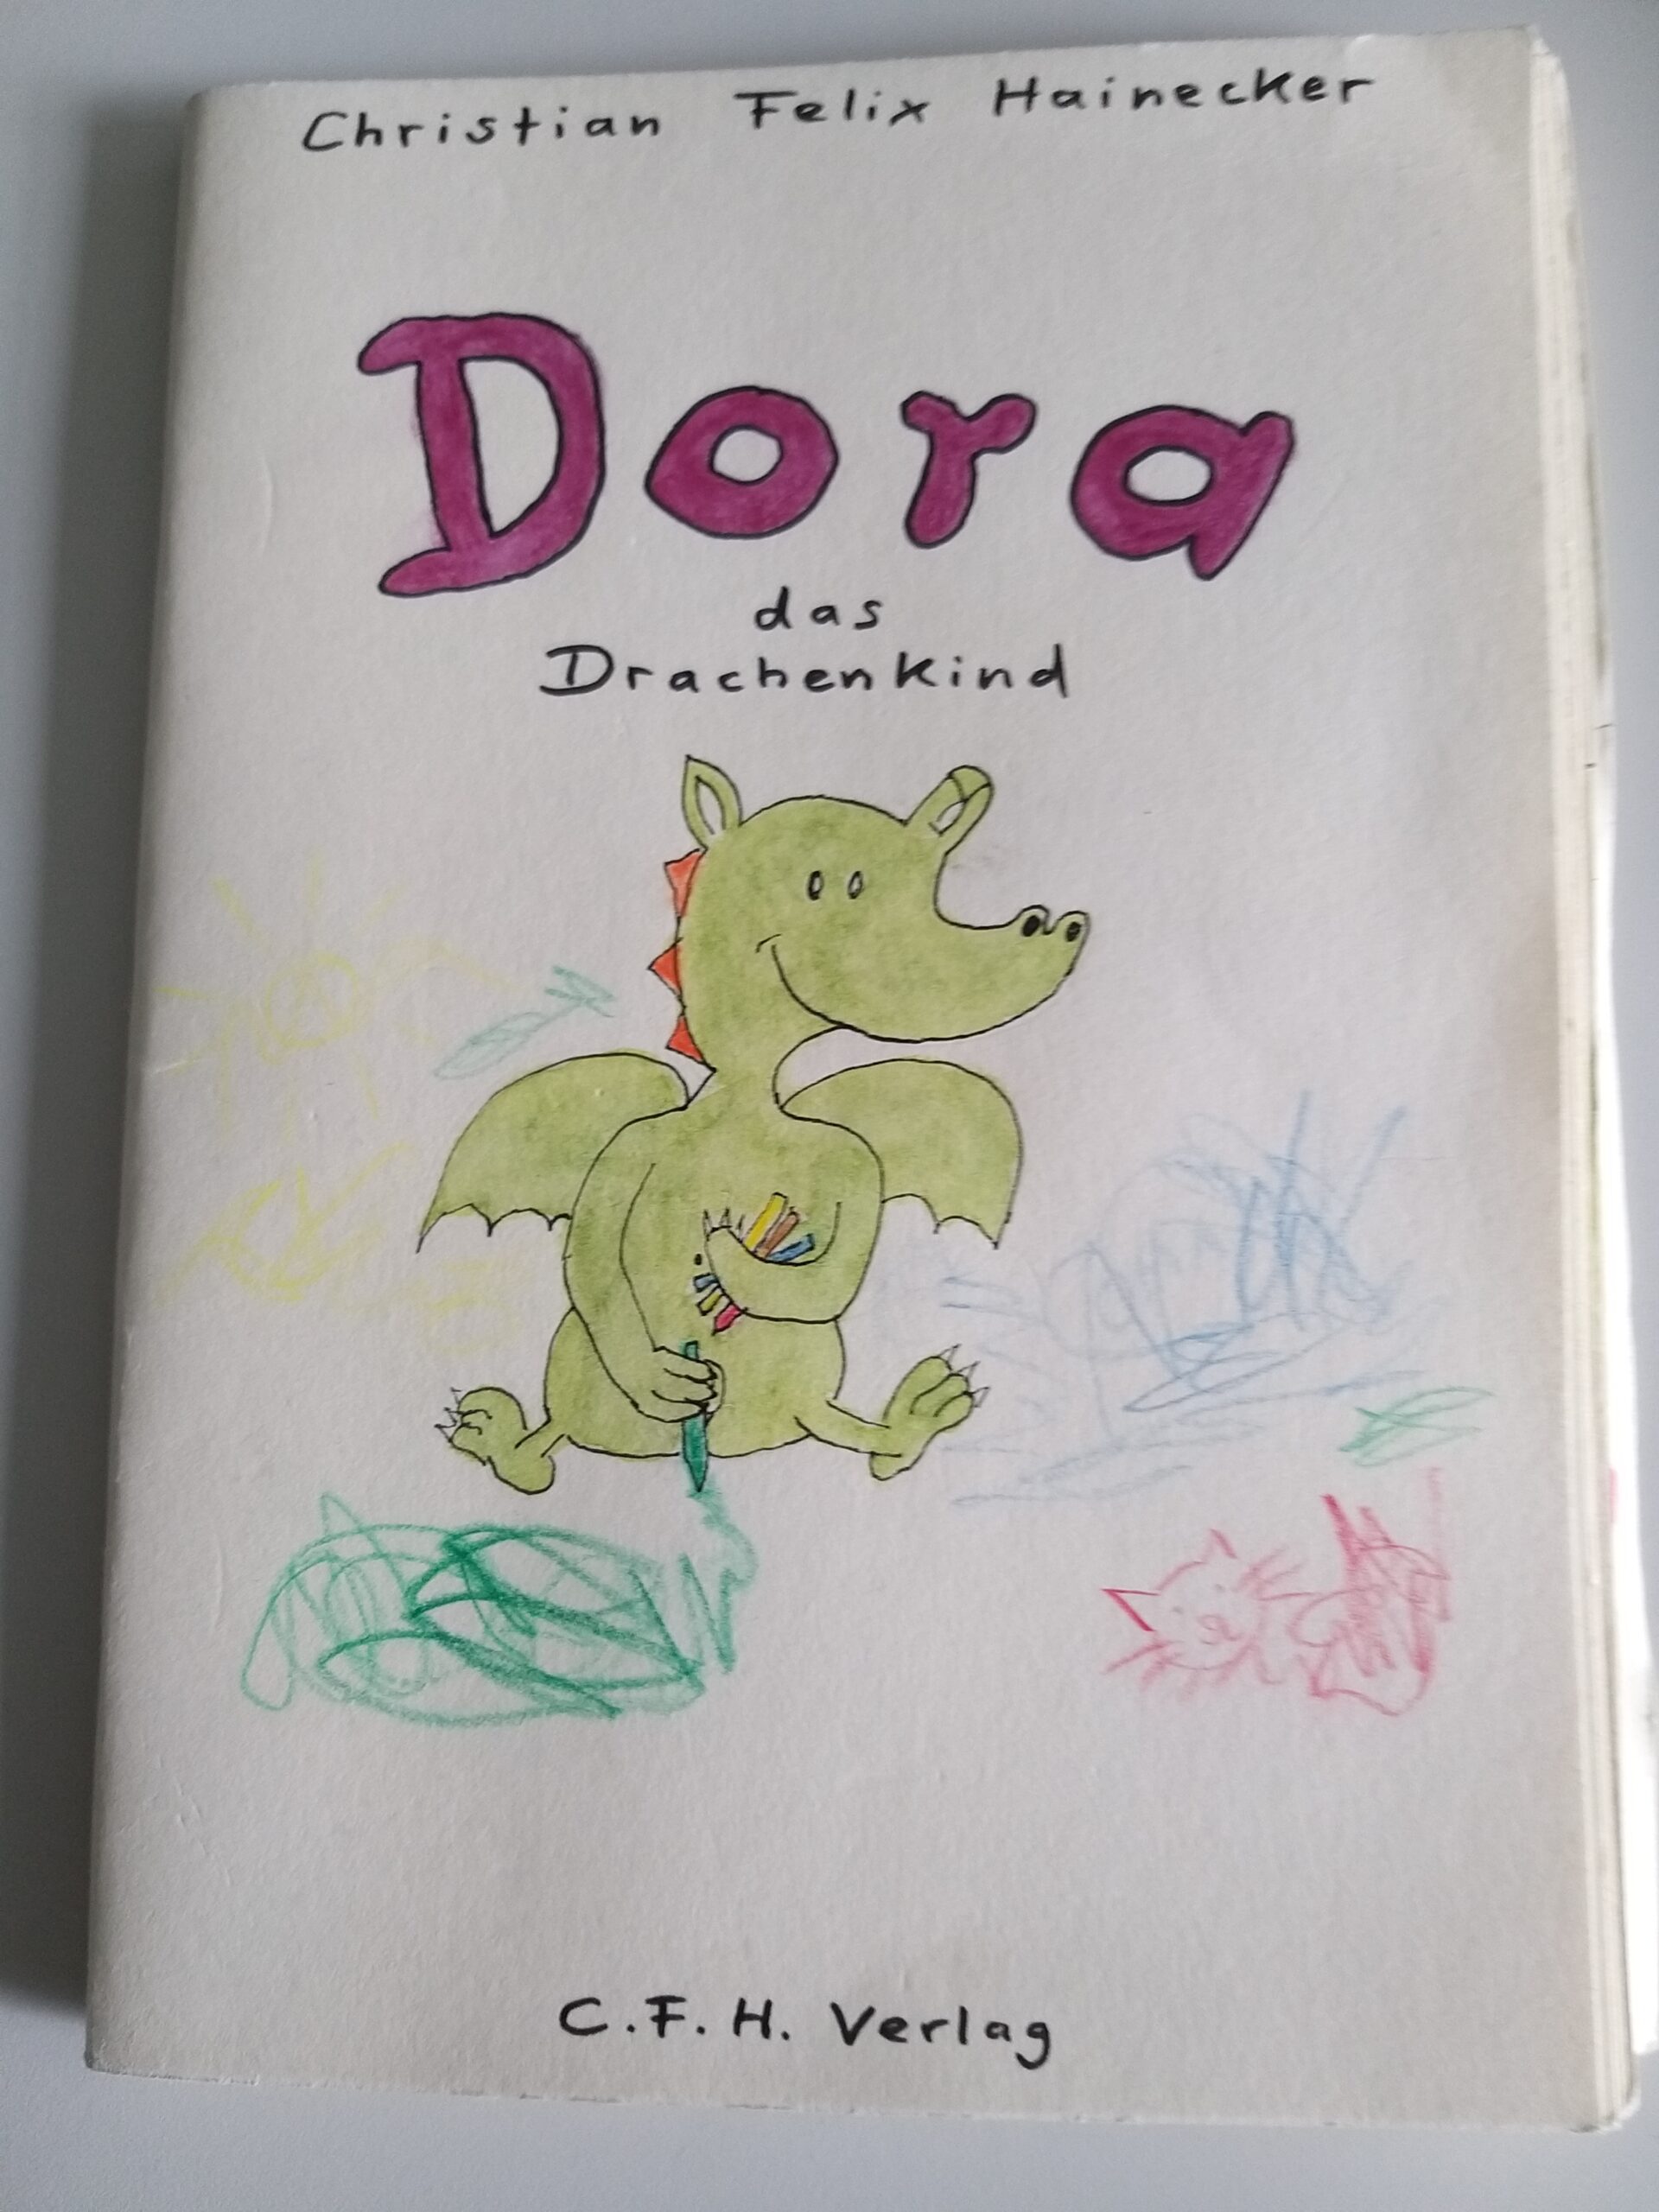 Christian Felix Hainecker
Dora
das
Drachenkind
C.F.H. Verlag